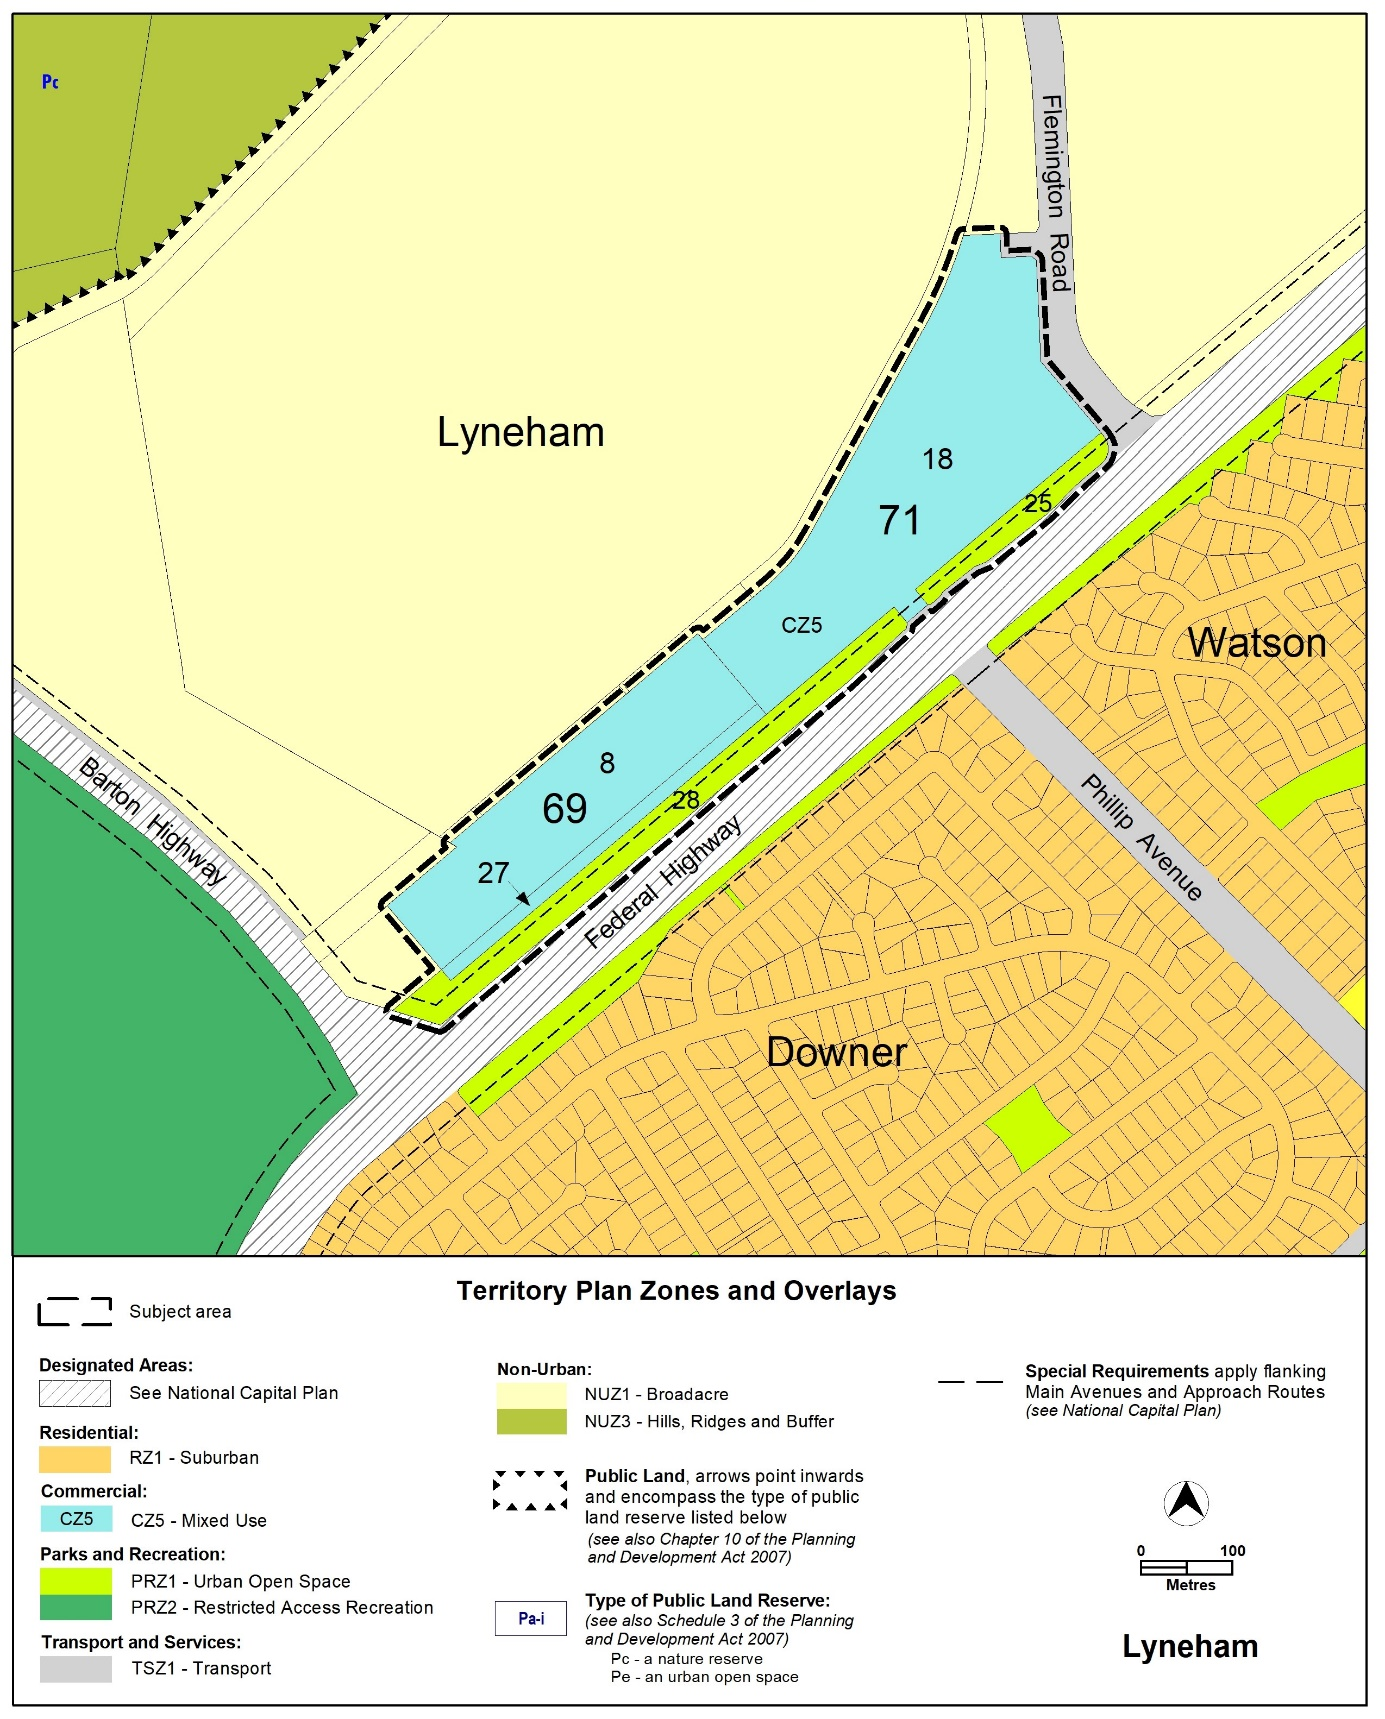 Pc
Flemington Road
Lyneham
18
71
25
CZ5
Watson
8
69
28
27
Barton Highway
Federal Highway
Phillip Avenue
Downer
Territory Plan Zones and Overlays
Subject area
Designated Areas:
See National Capital Plan
Residential:
RZ1 - Suburban
Commercial:
CZ5
CZ5 - Mixed Use
Parks and Recreation:
PRZ1 - Urban Open Space
PRZ2 - Restricted Access Recreation
Transport and Services:
TSZ1 - Transport
Non-Urban:
NUZ1 - Broadacre
NUZ3 - Hills, Ridges and Buffer
Public Land, arrows point inwards
and encompass the type of public
land reserve listed below
(see also Chapter 10 of the Planning
and Development Act 2007)
Pa-i
Type of Public Land Reserve:
(see also Schedule 3 of the Planning
and Development Act 2007)
Pc - a nature reserve
Pe - an urban open space
Special Requirements apply flanking
Main Avenues and Approach Routes
(see National Capital Plan)
0 100
Metres
Lyneham